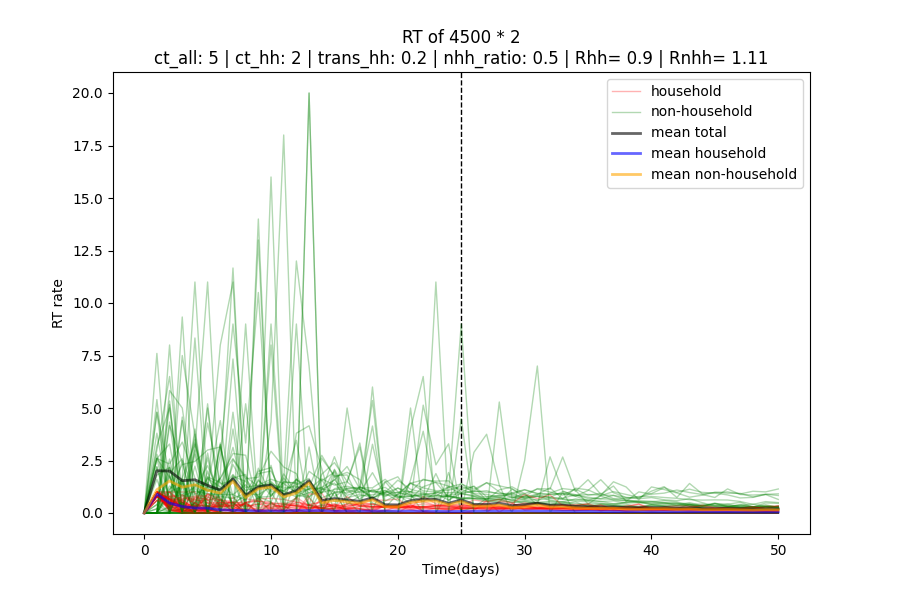 RT of 4500 * 2
ct_all: 5 | ct_hh: 2 | trans_hh: 0.2 | nhh_ratio: 0.5 | Rhh= 0.9 | Rnhh= 1.11
household
non-household
mean total
mean household
mean non-household
RT rate
20.0
17.5
15.0
12.5
10.0
7.5
5.0
2.5
0.0
0 10 20 30 40 50
Time(days)